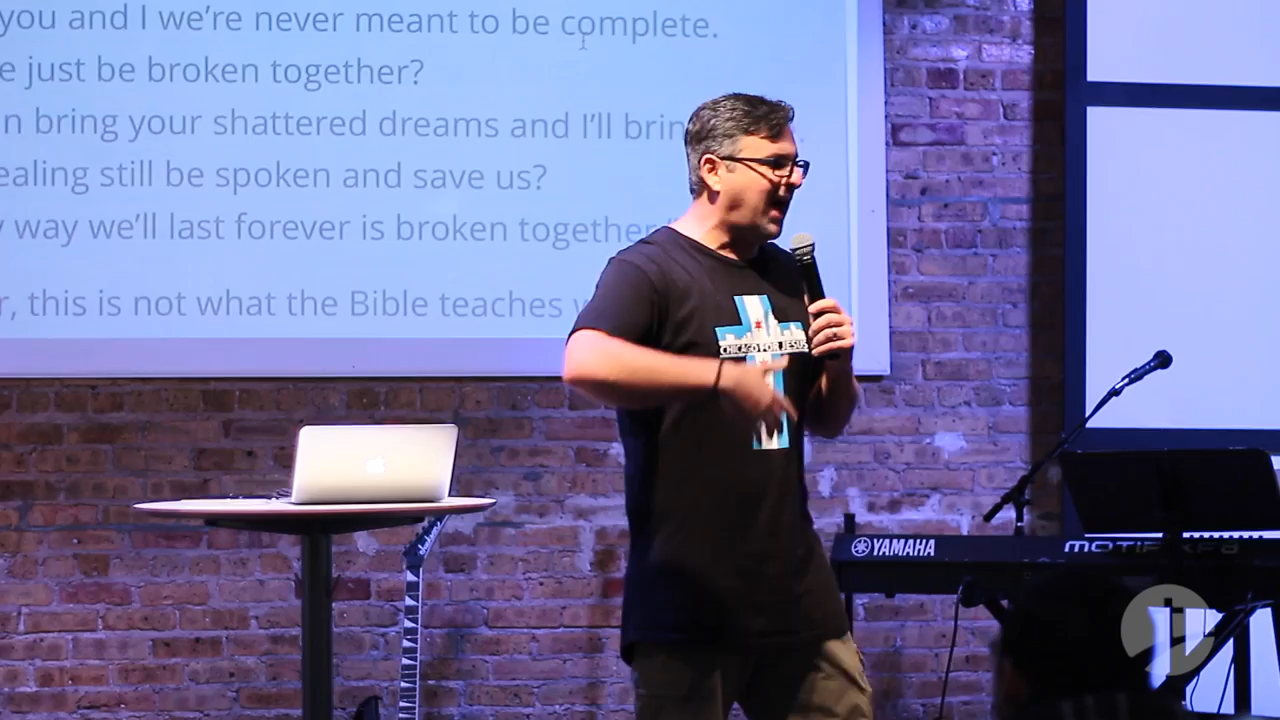 you and I we’re never meant to be complete.
e just be broken together?
n bring your shattered dreams and I’ll brin
ealing still be spoken and save us?
y way we’ll last forever is broken together
r, this is not what the Bible teaches
CHICAGO FOR JESUS
YAMAHA
MOTIF XF8